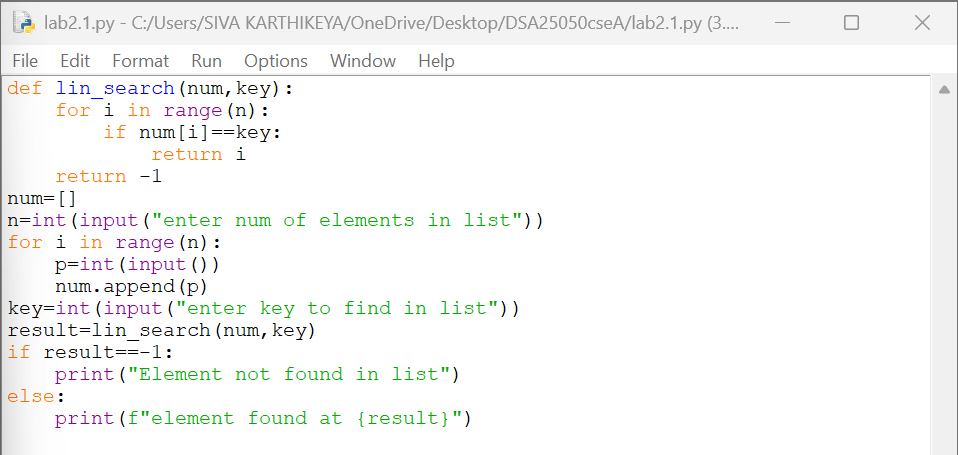 lab2.1.py - C:/Users/SIVA KARTHIKEYA/OneDrive/Desktop/DSA25050cseA/lab2.1.py (3....
File Edit Format Run Options Window Help
def lin_search(num,key):
    for i in range(n):
        if num[i]==key:
            return i
    return -1
num=[]
n=int(input("enter num of elements in list"))
for i in range(n):
    p=int(input())
    num.append(p)
key=int(input("enter key to find in list"))
result=lin_search(num,key)
if result==-1:
    print("Element not found in list")
else:
    print(f"element found at {result}")